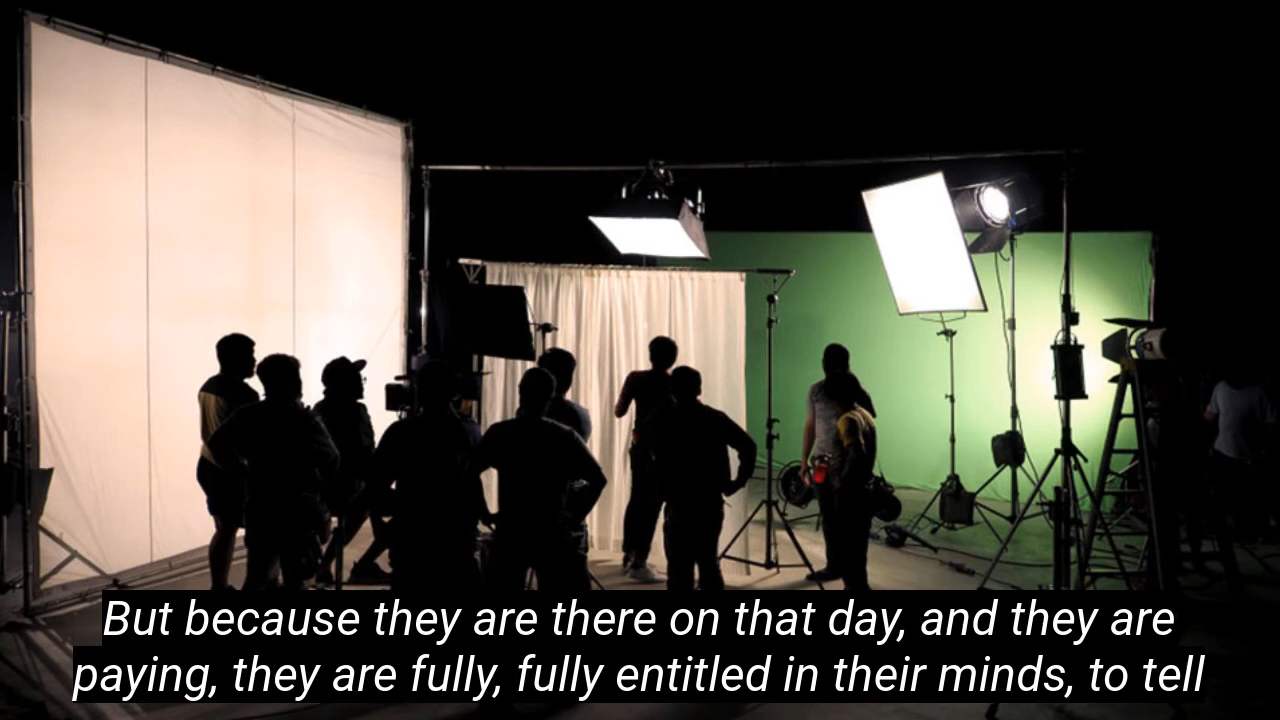 But because they are there on that day, and they are
paying, they are fully, fully entitled in their minds, to tell